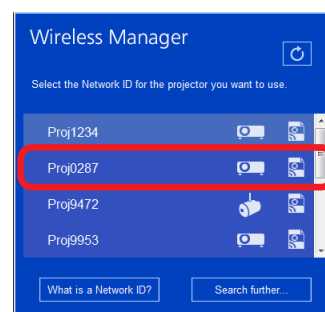 Wireless Manager
Select the Network ID for the projector you want to use.
Proj1234
Proj0287
Proj9472
Proj9953
What is a Network ID?
Search further...